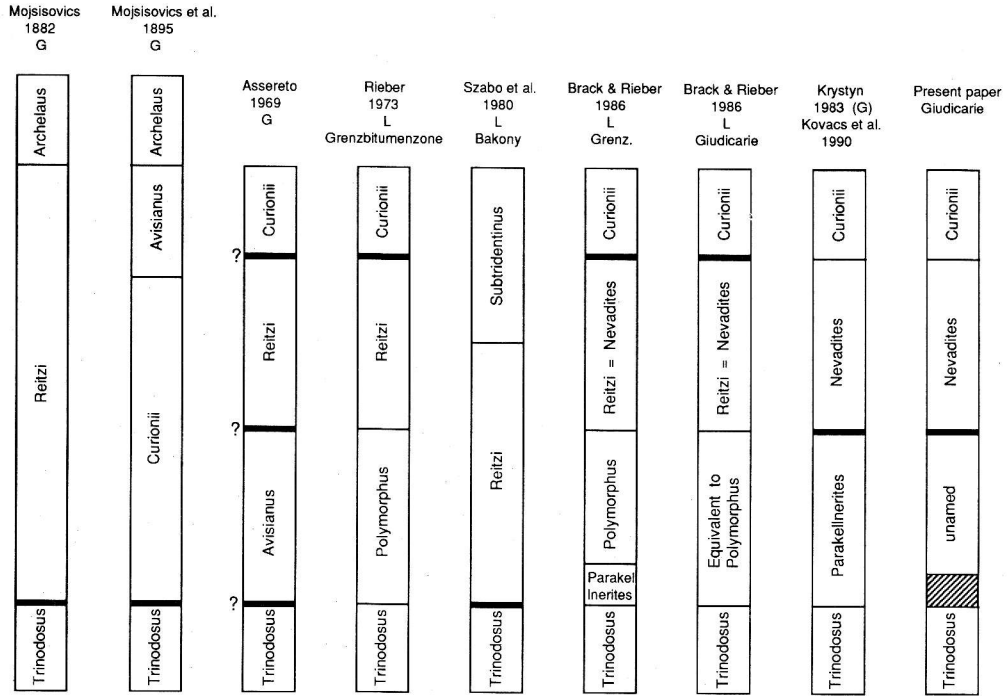 Mojsisovics
1882
G
Archelaus
Reitzi
Trinodosus
Mojsisovics et al.
1895
G
Archelaus
Avisianus
Curionii
Trinodosus
Assereto
1969
G
Curionii
?
Reitzi
?
Avisianus
?
Trinodosus
Rieber
1973
L
Grenzbitumenzone
Curionii
Reitzi
Polymorphus
Trinodosus
Szabo et al.
1980
L
Bakony
Subtridentinus
Reitzi
Trinodosus
Brack & Rieber
1986
L
Grenz.
Curionii
Reitzi = Nevadites
Polymorphus
Parakel
lnerites
Trinodosus
Brack & Rieber
1986
L
Giudicarie
Curionii
Reitzi = Nevadites
Equivalent to
Polymorphus
Trinodosus
Krystyn
1983 (G)
Kovacs et al.
1990
Curionii
Nevadites
Parakellnerites
Trinodosus
Present paper
Giudicarie
Curionii
Nevadites
unamed
Trinodosus